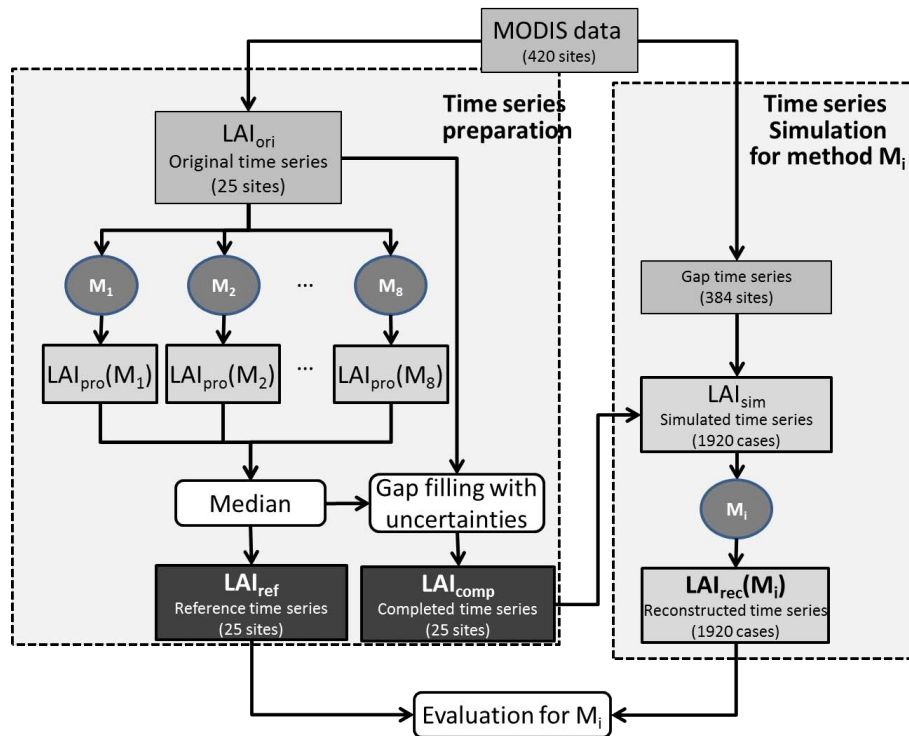 MODIS data
(420 sites)
Time series
preparation
LAIori
Original time series
(25 sites)
M1
M2
...
M8
LAIpro(M1)
LAIpro(M2)
...
LAIpro(M8)
Median
Gap filling with
uncertainties
LAIref
Reference time series
(25 sites)
LAIcomp
Completed time series
(25 sites)
Time series
Simulation
for method Mi
Gap time series
(384 sites)
LAIsim
Simulated time series
(1920 cases)
Mi
LAIrec(Mi)
Reconstructed time series
(1920 cases)
Evaluation for Mi